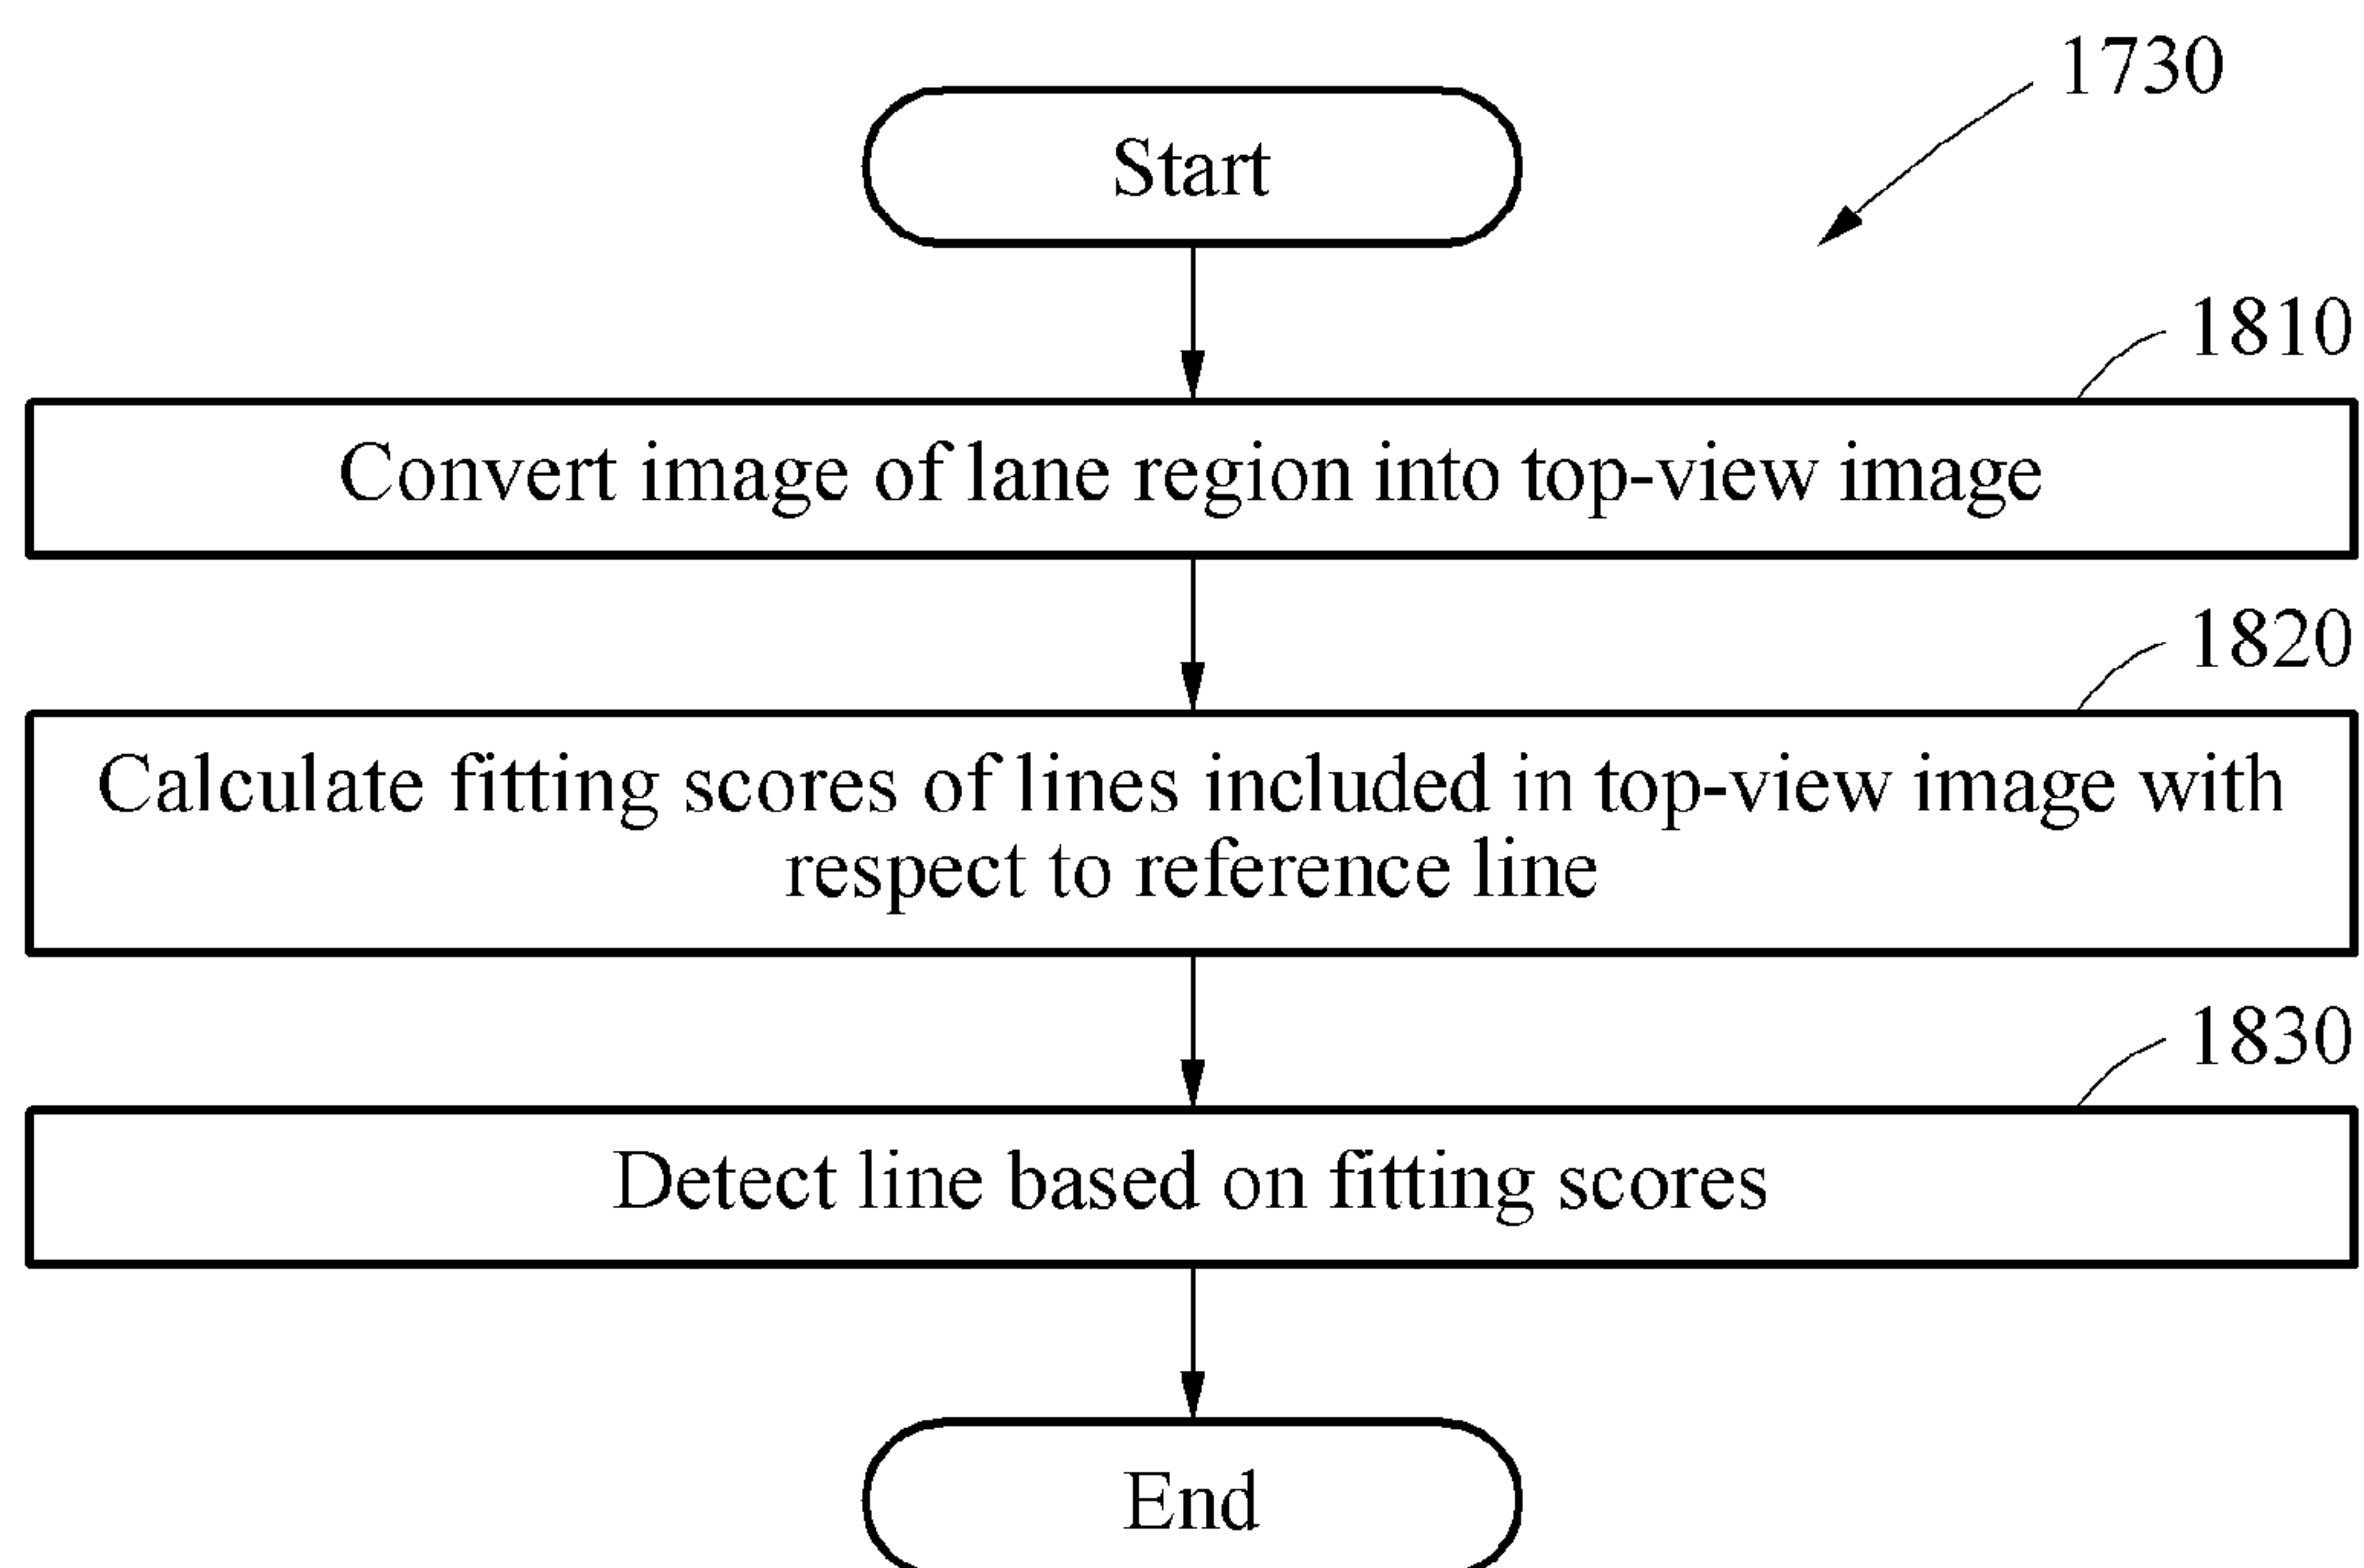 1730
Start
1810
Convert image of lane region into top-view image
1820
Calculate fitting scores of lines included in top-view image with
respect to reference line
1830
Detect line based on fitting scores
End